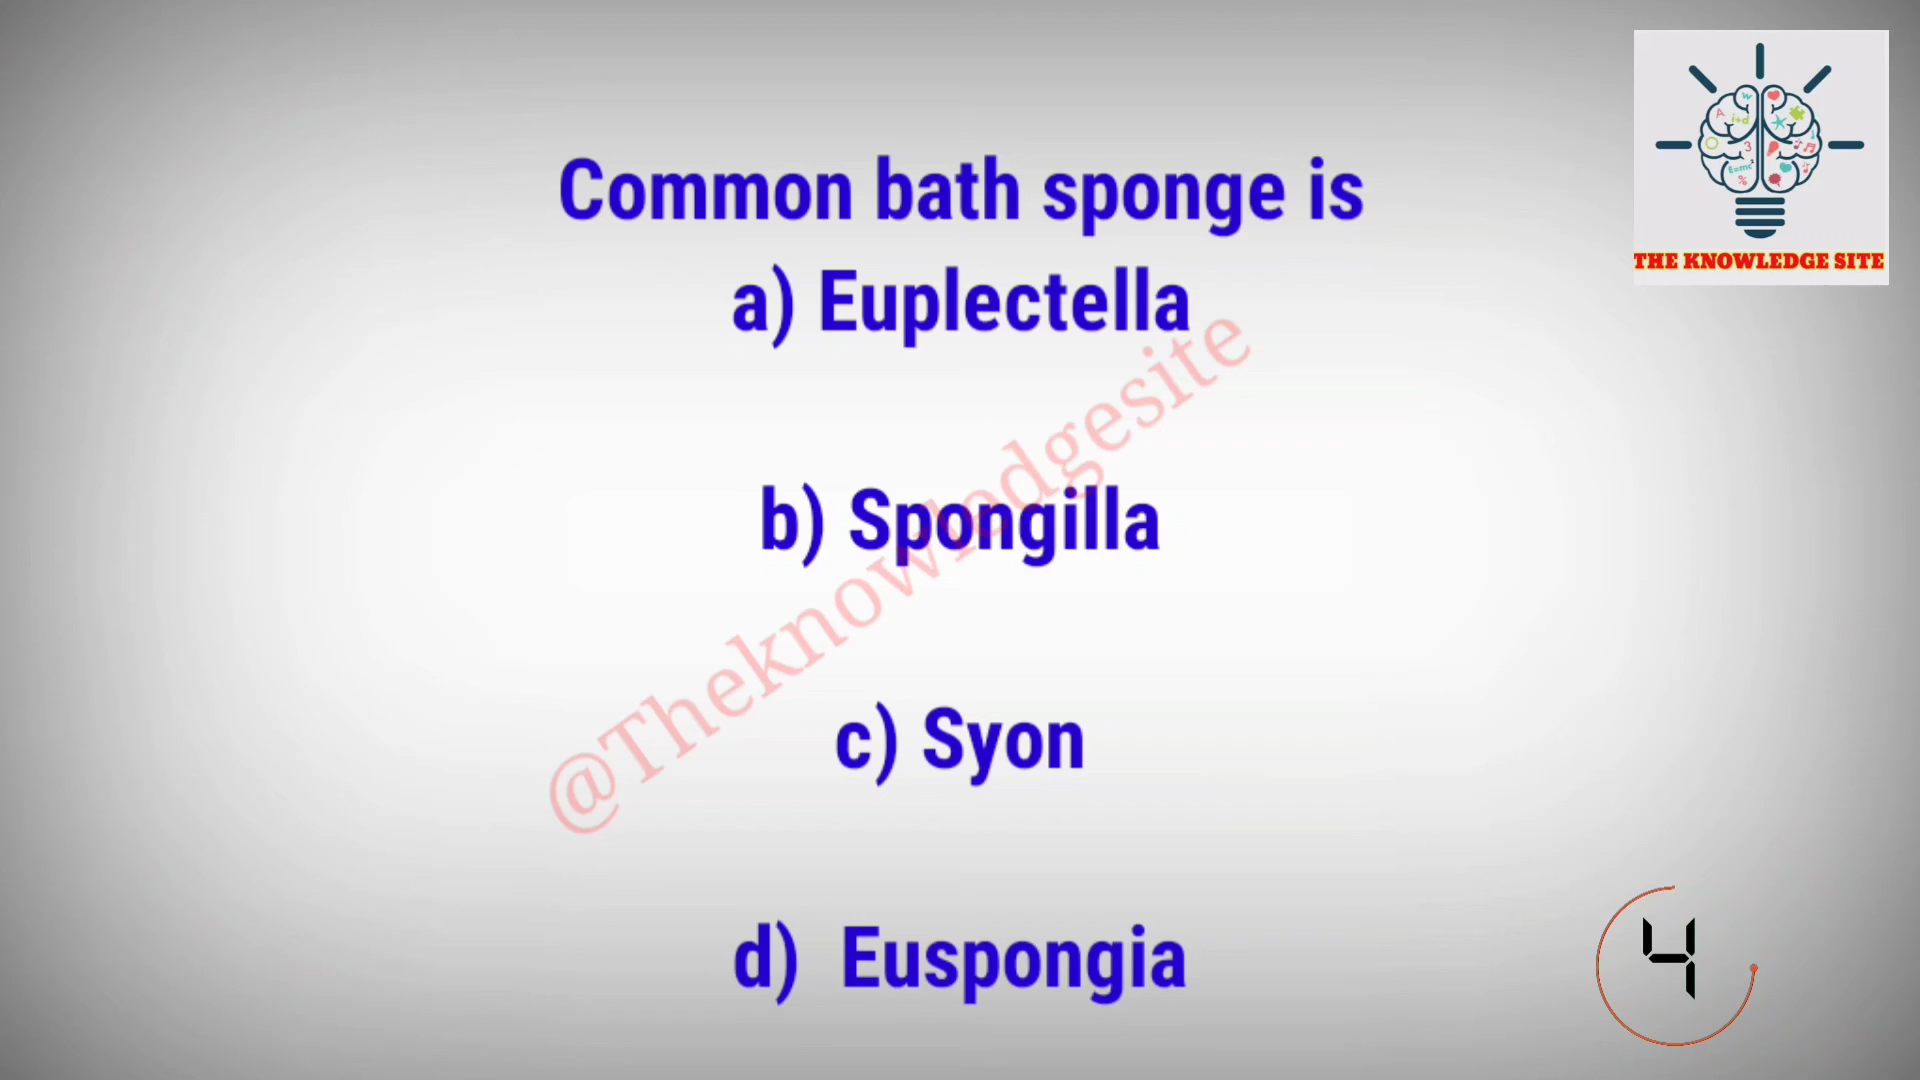 Common bath sponge is
a) Euplectella
b) Spongilla
c) Syon
d) Euspongia
@Theknowledgesite
THE KNOWLEDGE SITE
4